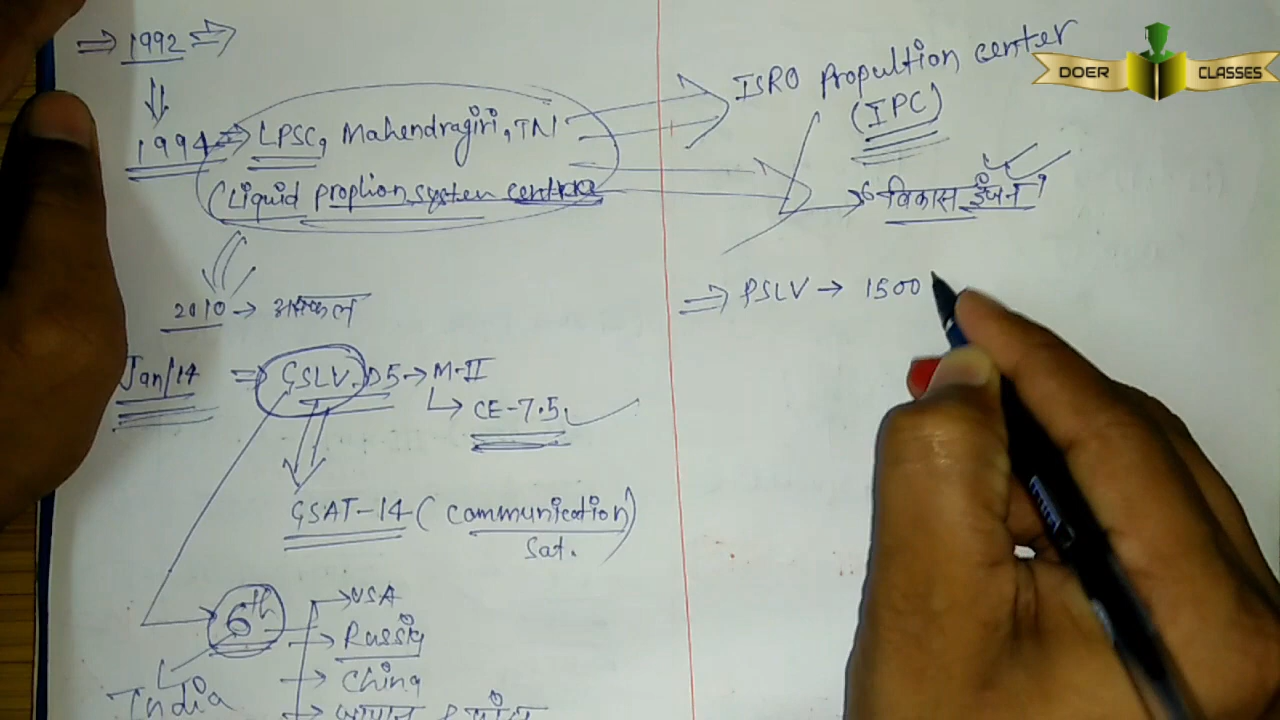 ⇒ 1992 ⇒
1994 ⇒ LPSC, Mahendragiri, TN
(Liquid proplion system centre
2010 → असफल
Jan/14 ⇒ GSLV-D5 → M-II
→ CE-7.5
GSAT-14 (communication)
Sat.
6th → USA
→ Russia
→ China
India → जापान
ISRO Propultion center
(IPC)
→ "विकास इंजन"
⇒ PSLV → 1500
DOER CLASSES